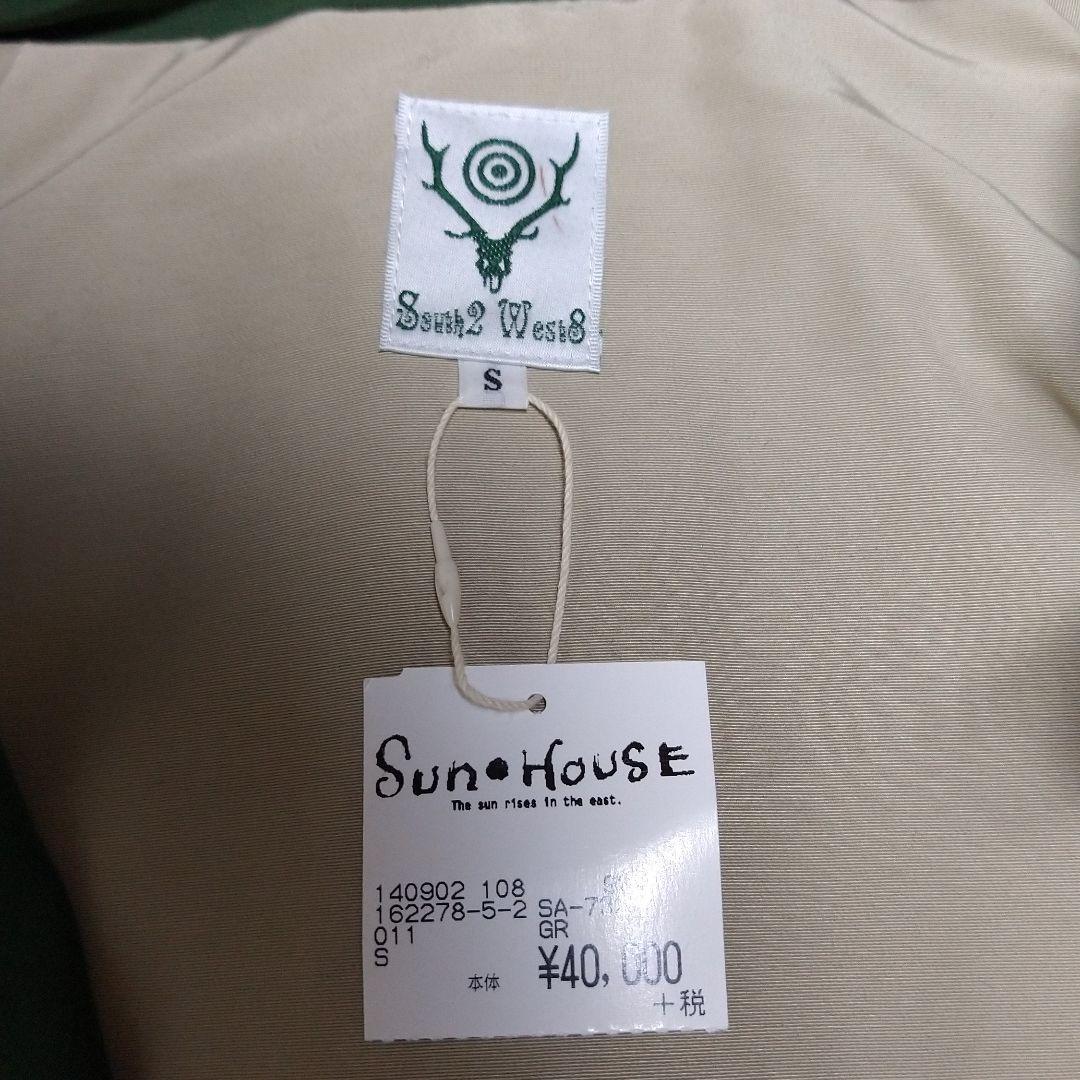 South2 West8
S
Sun•House
The sun rises in the east.
140902 108
162278-5-2
011 GR
S
本体 ¥40,000
+税